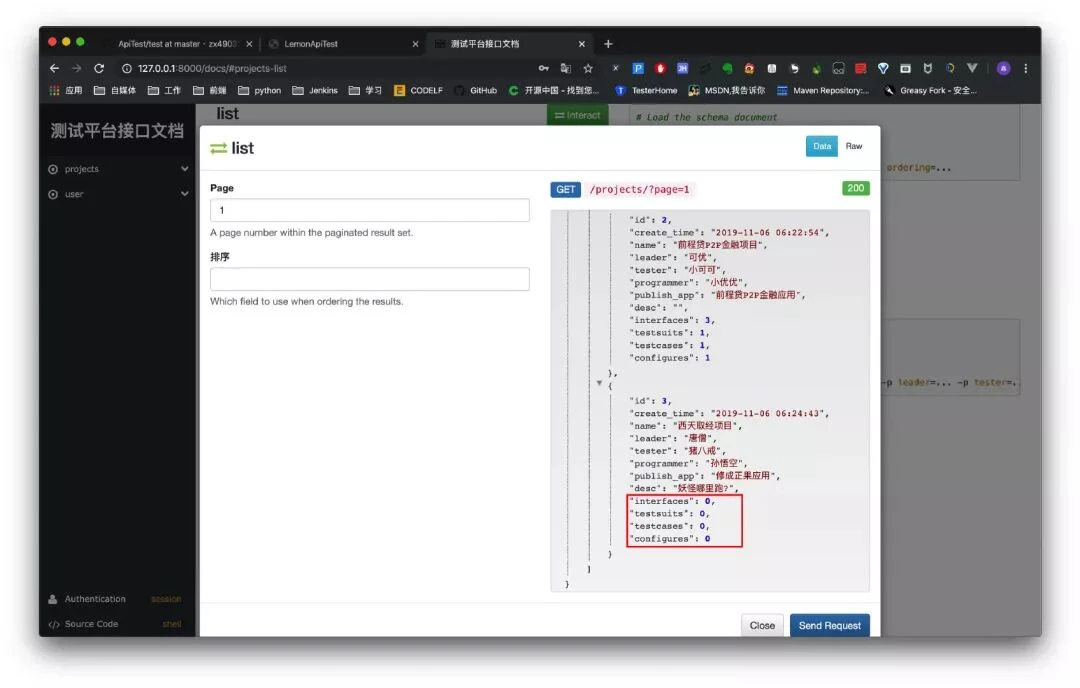 ApiTest/test at master · zx490
LemonApiTest
测试平台接口文档
127.0.0.1:8000/docs/#projects-list
应用 自媒体 工作 前端 python Jenkins 学习 CODELF GitHub 开源中国 - 找到您... TesterHome MSDN,我告诉你 Maven Repository:... Greasy Fork - 安全...
测试平台接口文档
projects
user
Authentication session
Source Code shell
list
Interact
# Load the schema document
ordering=...
-p leader=... -p tester=..
list
Data Raw
Page
1
A page number within the paginated result set.
排序
Which field to use when ordering the results.
GET /projects/?page=1 200
"id": 2,
"create_time": "2019-11-06 06:22:54",
"name": "前程贷P2P金融项目",
"leader": "可优",
"tester": "小可可",
"programmer": "小优优",
"publish_app": "前程贷P2P金融应用",
"desc": "",
"interfaces": 3,
"testsuits": 1,
"testcases": 1,
"configures": 1
},
{
"id": 3,
"create_time": "2019-11-06 06:24:43",
"name": "西天取经项目",
"leader": "唐僧",
"tester": "猪八戒",
"programmer": "孙悟空",
"publish_app": "修成正果应用",
"desc": "妖怪哪里跑?",
"interfaces": 0,
"testsuits": 0,
"testcases": 0,
"configures": 0
}
]
}
Close Send Request